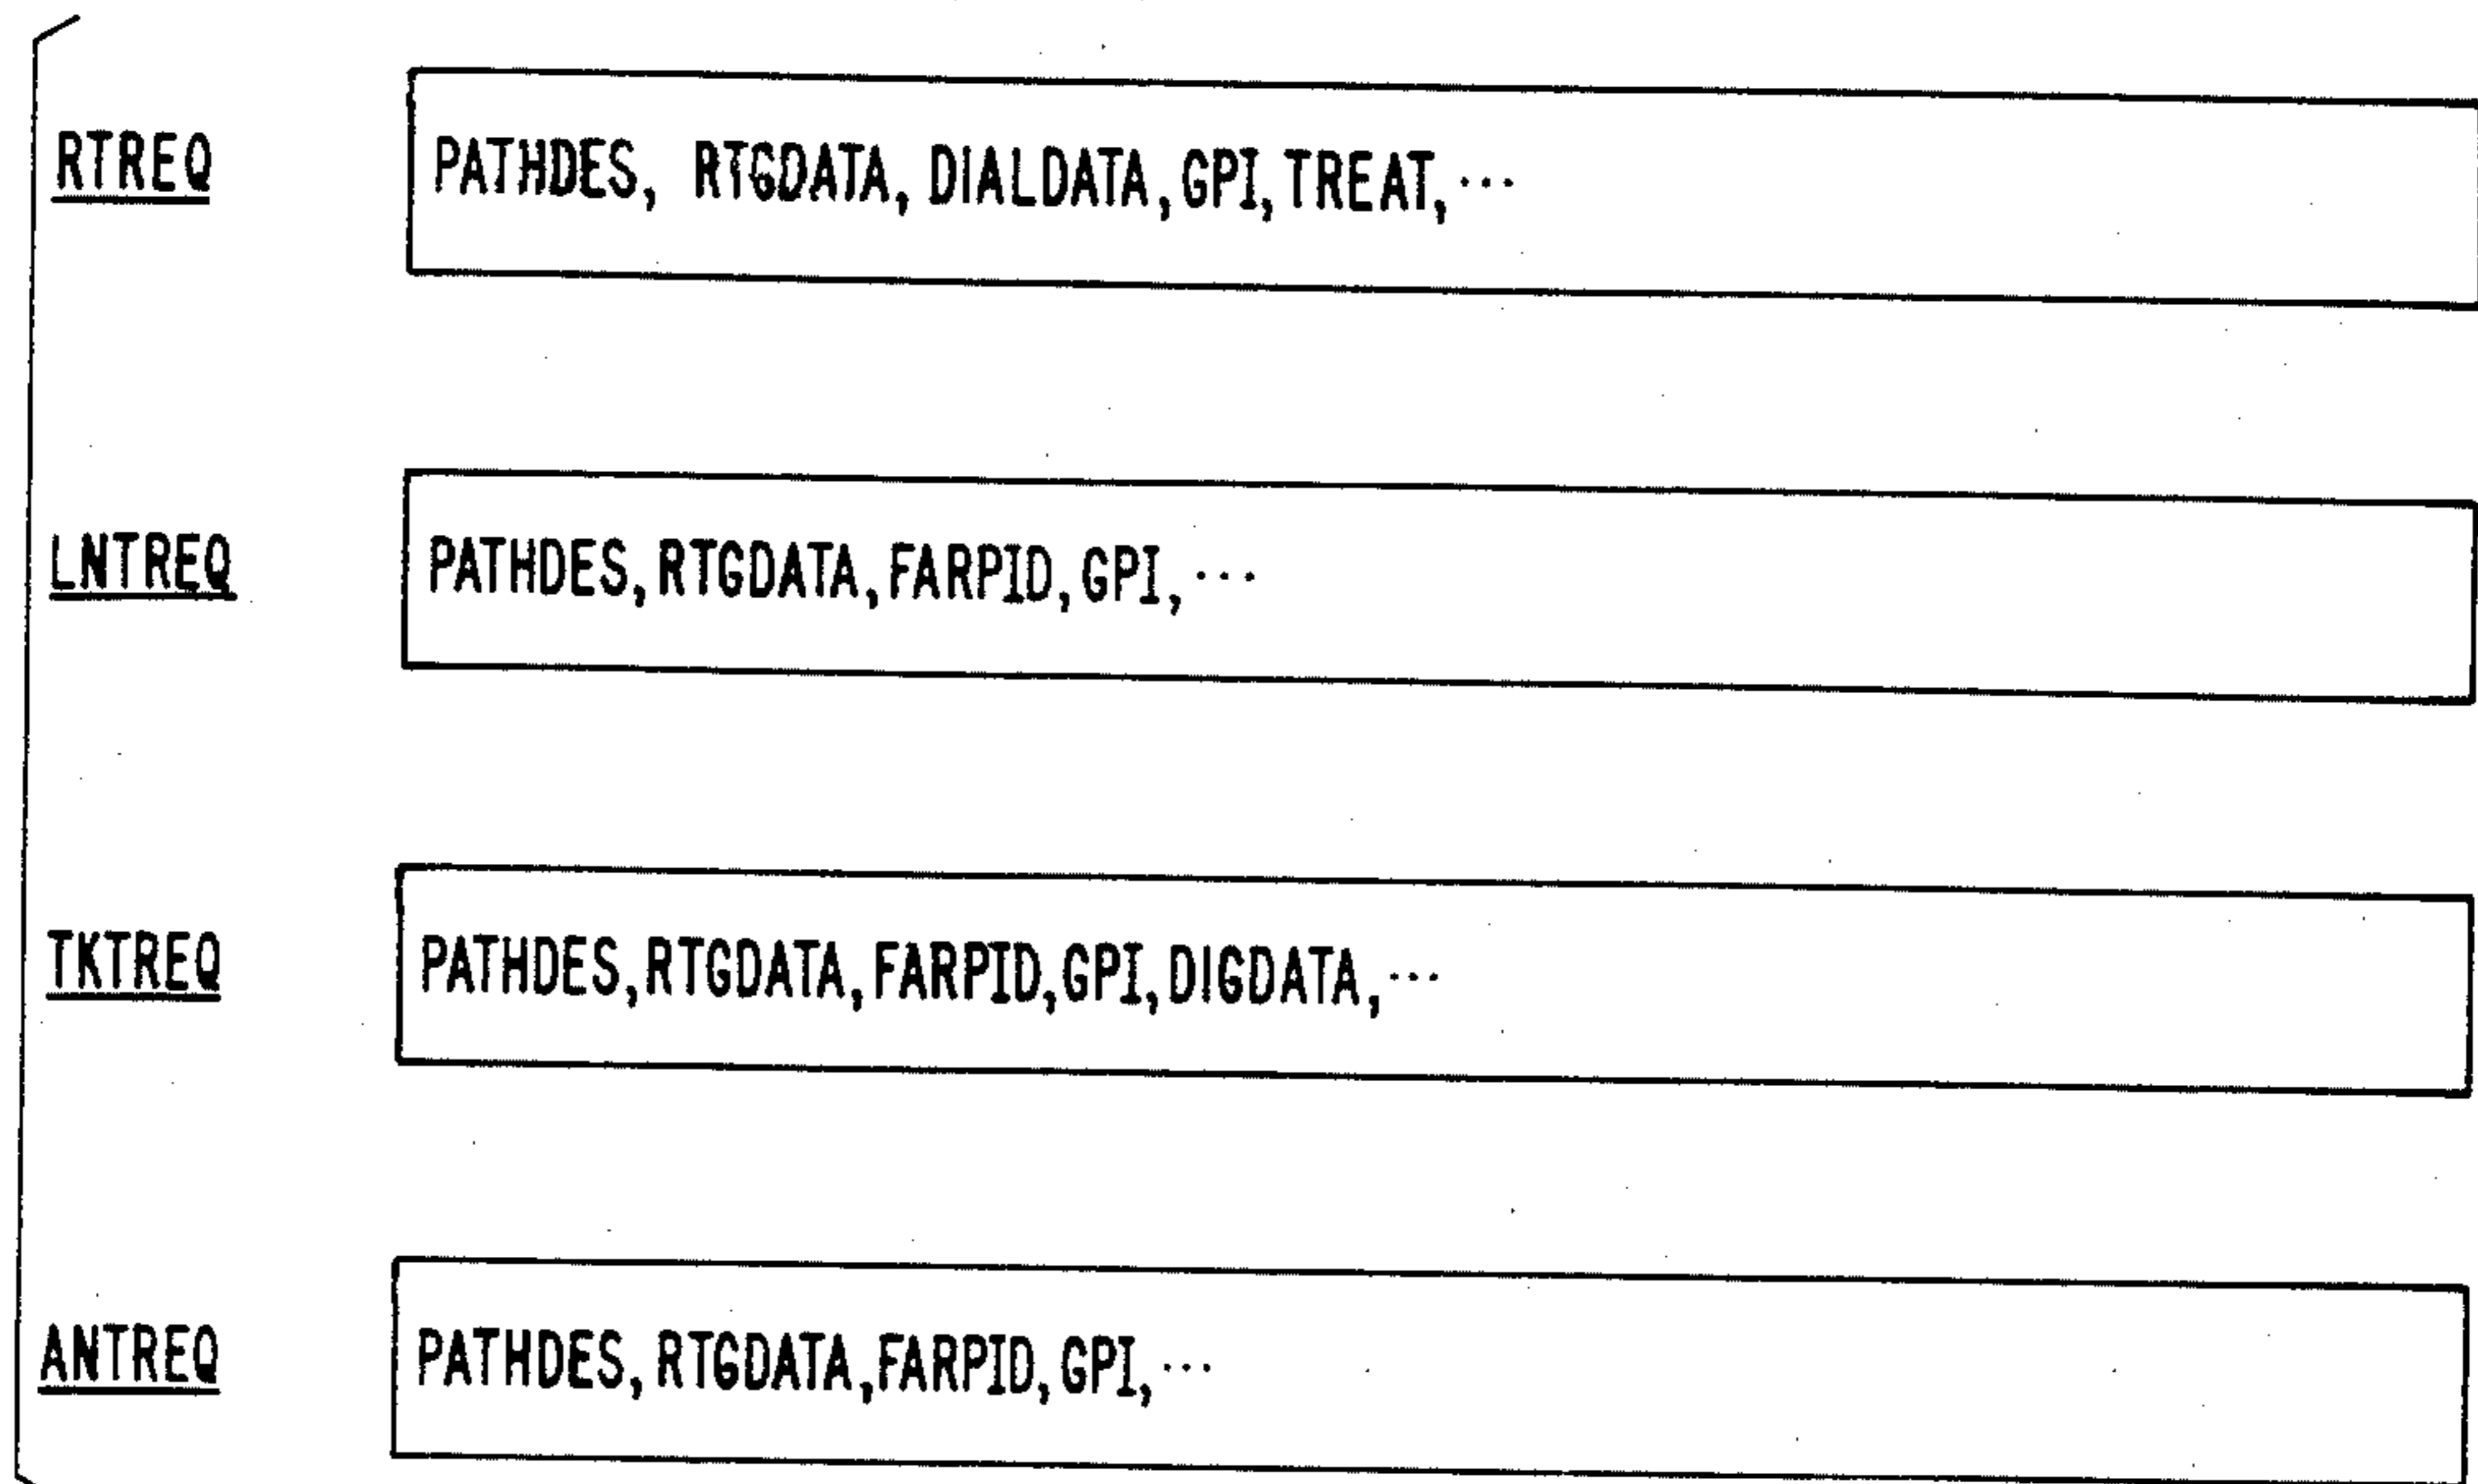 RTREQ PATHDES, RTGDATA, DIALDATA, GPI, TREAT, ...
LNTREQ PATHDES, RTGDATA, FARPID, GPI, ...
TKTREQ PATHDES, RTGDATA, FARPID, GPI, DIGDATA, ...
ANTREQ PATHDES, RTGDATA, FARPID, GPI, ...